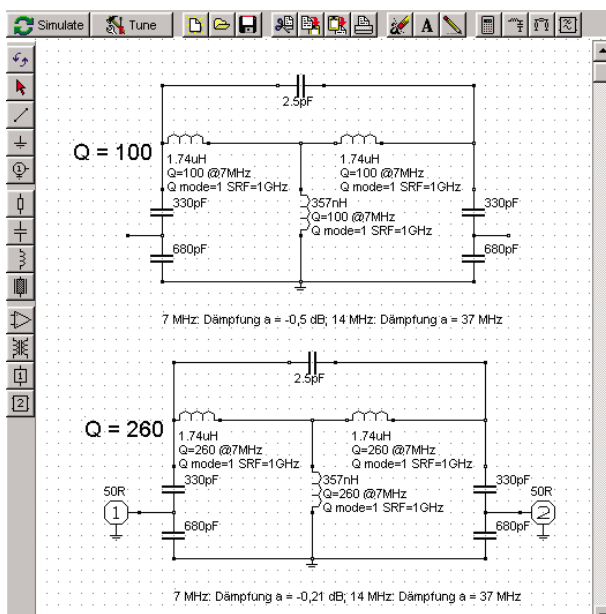 Simulate Tune A
1
2
2.5pF
Q = 100
1.74uH 1.74uH
Q=100 @7MHz Q=100 @7MHz
Q mode=1 SRF=1GHz Q mode=1 SRF=1GHz
330pF 357nH 330pF
Q=100 @7MHz
Q mode=1 SRF=1GHz
680pF 680pF
7 MHz: Dämpfung a = -0,5 dB; 14 MHz: Dämpfung a = 37 MHz
2.5pF
Q = 260
1.74uH 1.74uH
Q=260 @7MHz Q=260 @7MHz
Q mode=1 SRF=1GHz Q mode=1 SRF=1GHz
330pF 357nH 330pF
50R Q=260 @7MHz 50R
1 Q mode=1 SRF=1GHz 2
680pF 680pF
7 MHz: Dämpfung a = -0,21 dB; 14 MHz: Dämpfung a = 37 MHz